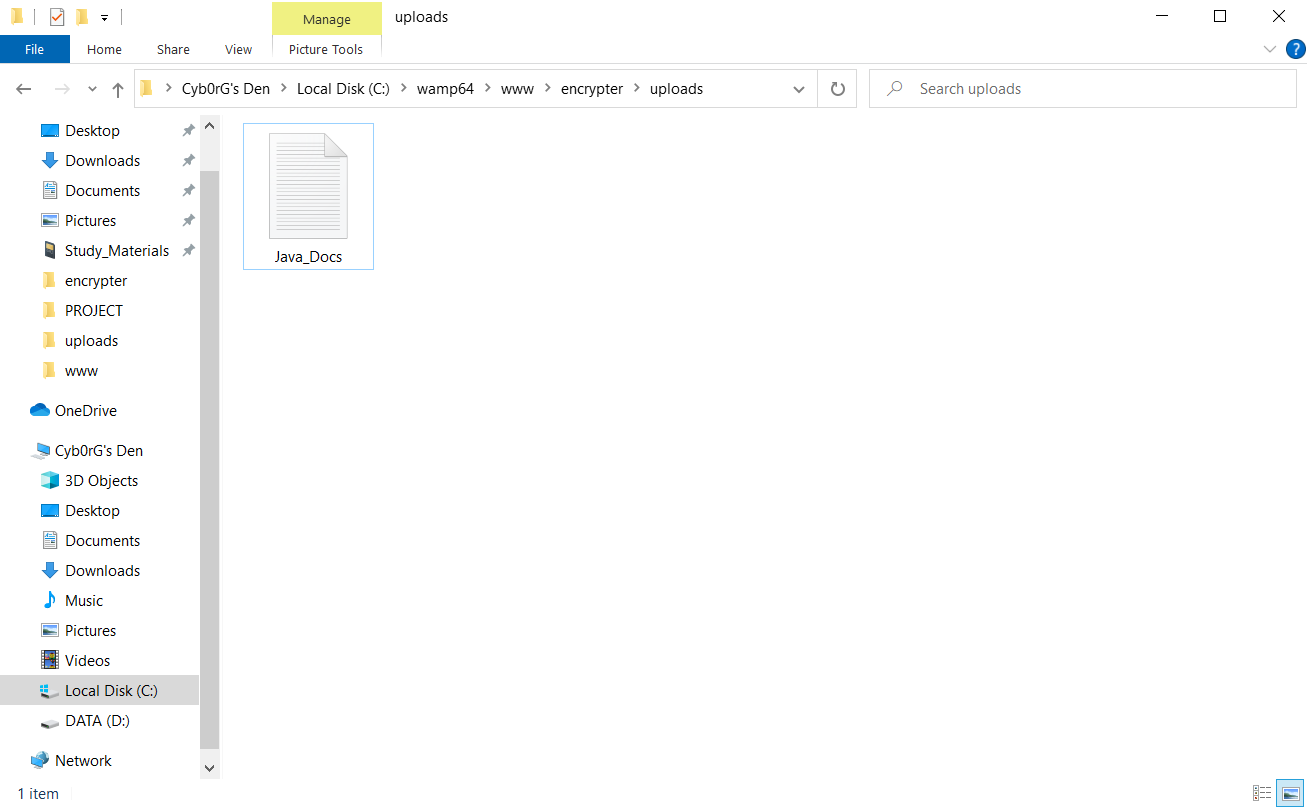 Manage
uploads
File
Home
Share
View
Picture Tools
?
Cyb0rG's Den
Local Disk (C:)
wamp64
www
encrypter
uploads
Search uploads
Desktop
Downloads
Documents
Pictures
Study_Materials
encrypter
PROJECT
uploads
www
OneDrive
Cyb0rG's Den
3D Objects
Desktop
Documents
Downloads
Music
Pictures
Videos
Local Disk (C:)
DATA (D:)
Network
Java_Docs
1 item